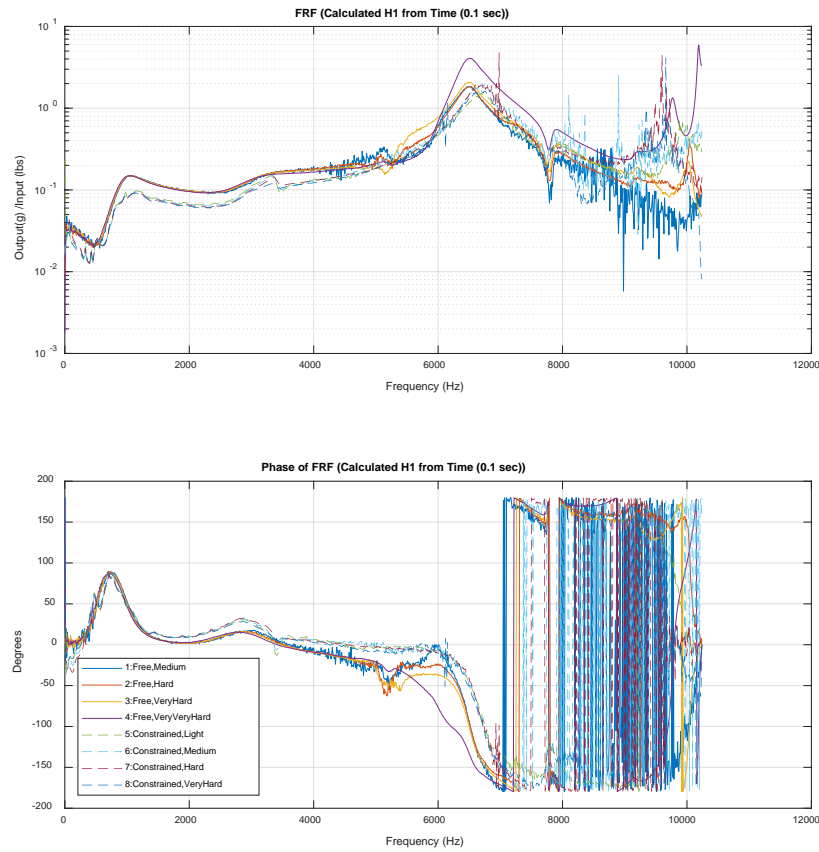 FRF (Calculated H1 from Time (0.1 sec))
10 1
10 0
10 -1
10 -2
10 -3
Output(g) /Input (lbs)
0 2000 4000 6000 8000 10000 12000
Frequency (Hz)
Phase of FRF (Calculated H1 from Time (0.1 sec))
200
150
100
50
0
-50
-100
-150
-200
Degrees
1:Free,Medium
2:Free,Hard
3:Free,VeryHard
4:Free,VeryVeryHard
5:Constrained,Light
6:Constrained,Medium
7:Constrained,Hard
8:Constrained,VeryHard
0 2000 4000 6000 8000 10000 12000
Frequency (Hz)